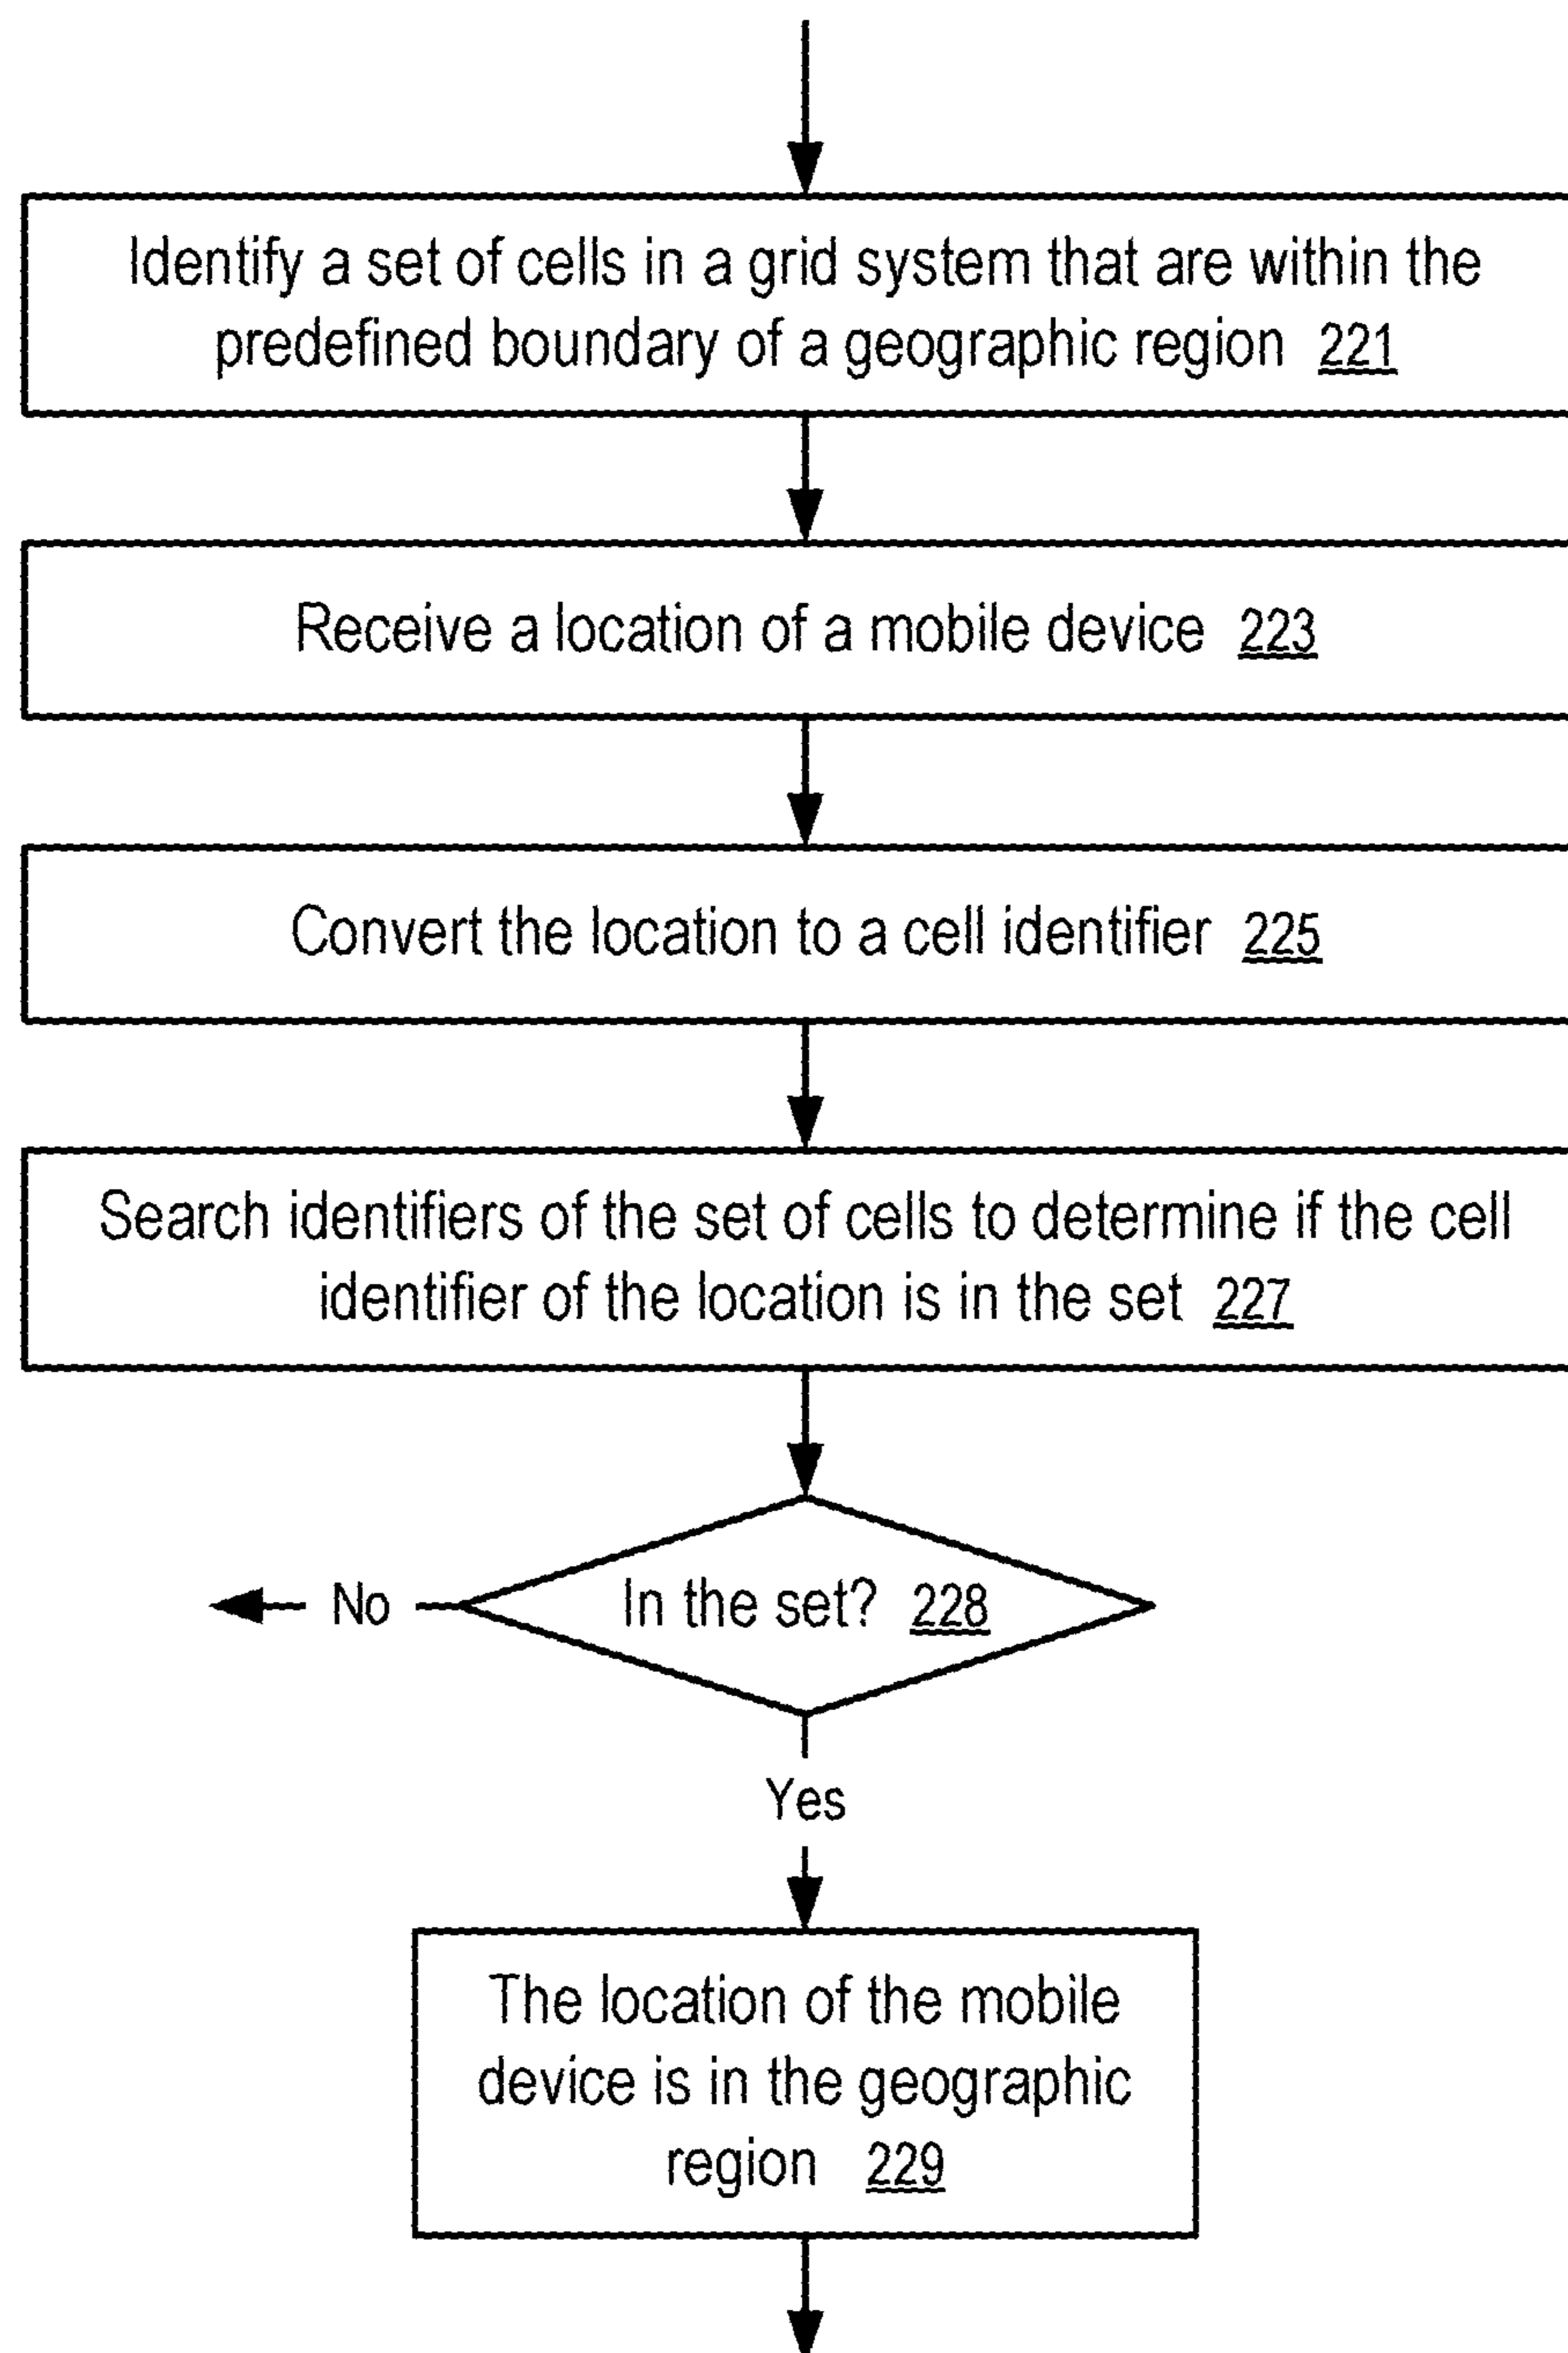 Identify a set of cells in a grid system that are within the
predefined boundary of a geographic region 221
Receive a location of a mobile device 223
Convert the location to a cell identifier 225
Search identifiers of the set of cells to determine if the cell
identifier of the location is in the set 227
In the set? 228
No
Yes
The location of the mobile
device is in the geographic
region 229